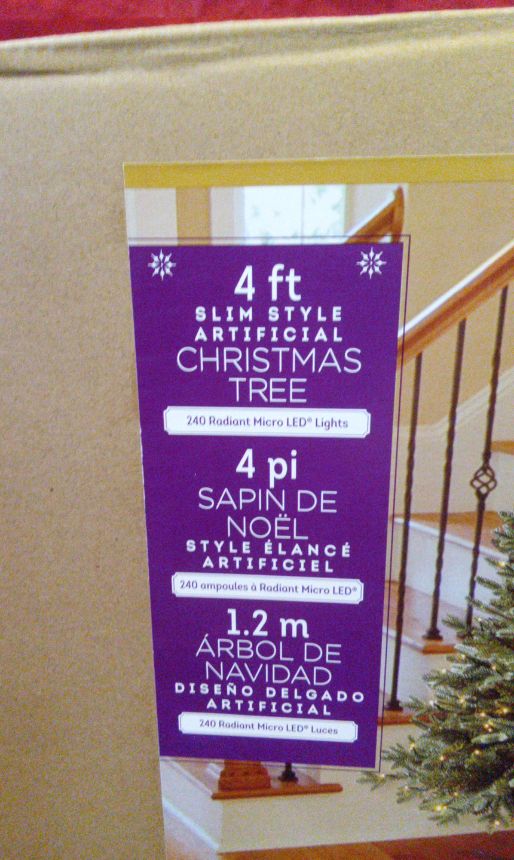 4 ft
SLIM STYLE
ARTIFICIAL
CHRISTMAS
TREE
240 Radiant Micro LED® Lights
4 pi
SAPIN DE
NOËL
STYLE ÉLANCÉ
ARTIFICIEL
240 ampoules à Radiant Micro LED®
1.2 m
ÁRBOL DE
NAVIDAD
DISEÑO DELGADO
ARTIFICIAL
240 Radiant Micro LED® Luces